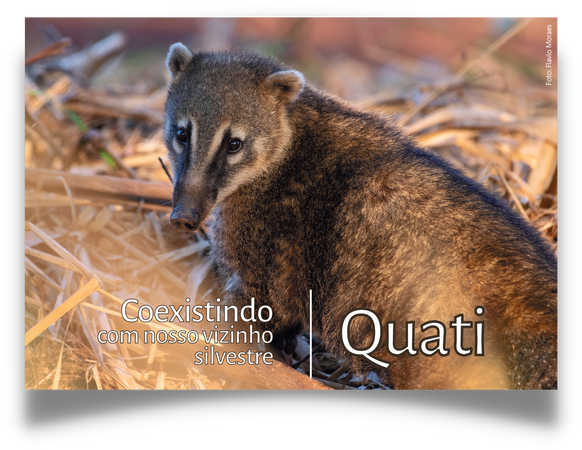 Foto: Flavio Moraes
Coexistindo
com nosso vizinho
silvestre
Quati